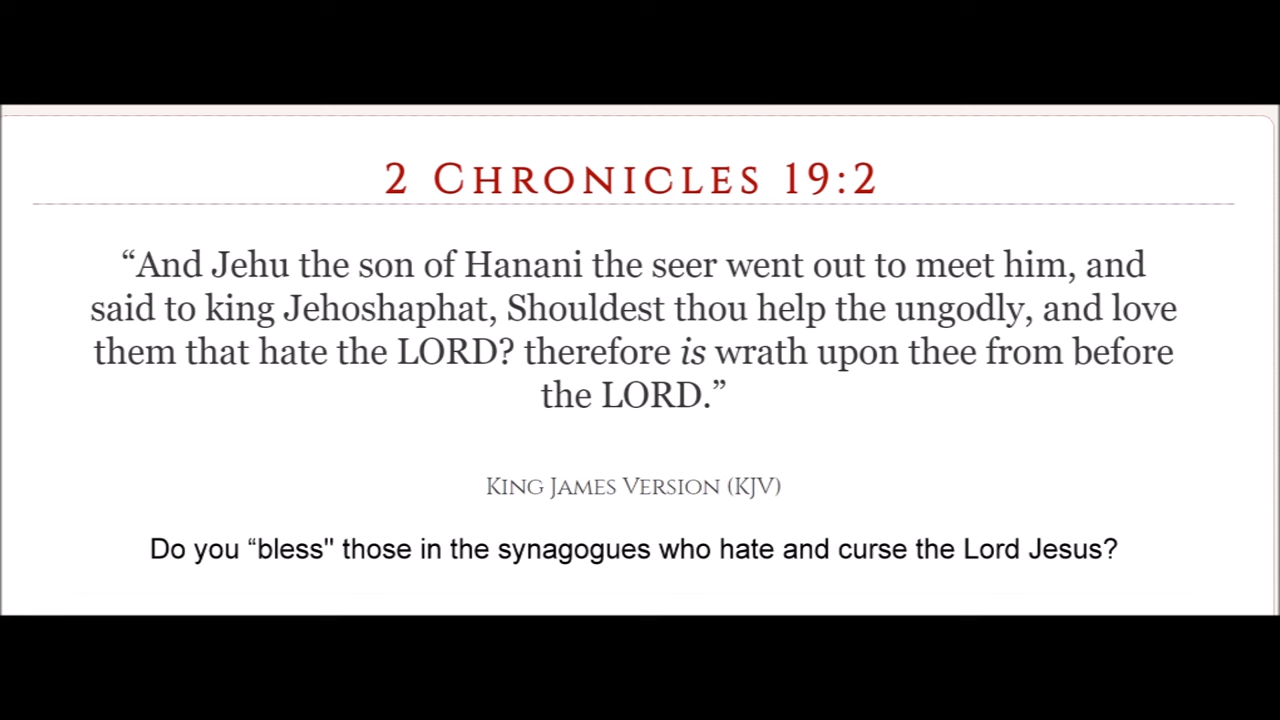 2 CHRONICLES 19:2
“And Jehu the son of Hanani the seer went out to meet him, and
said to king Jehoshaphat, Shouldest thou help the ungodly, and love
them that hate the LORD? therefore is wrath upon thee from before
the LORD.”
KING JAMES VERSION (KJV)
Do you “bless" those in the synagogues who hate and curse the Lord Jesus?